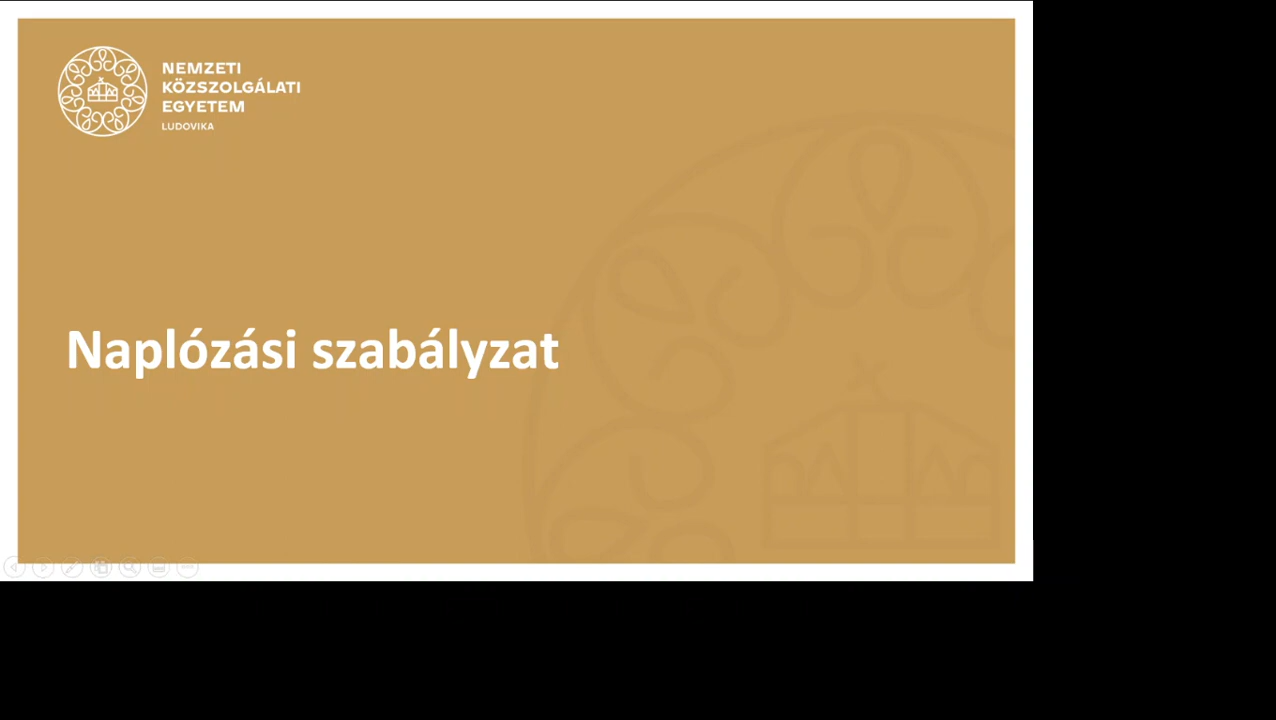 NEMZETI
KÖZSZOLGÁLATI
EGYETEM
LUDOVIKA
Naplózási szabályzat